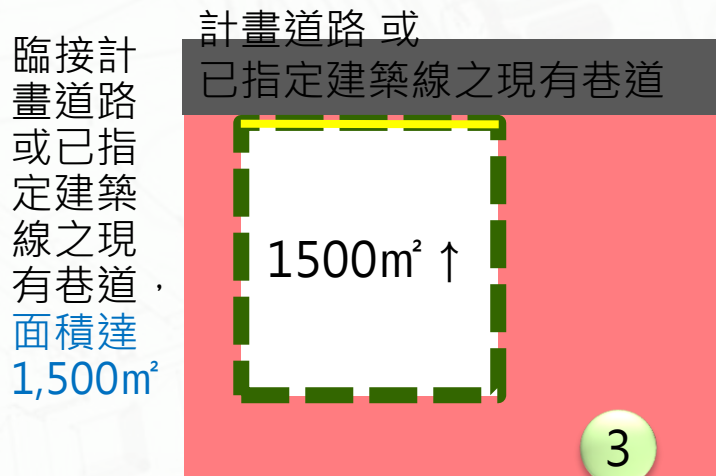 臨接計
畫道路
或已指
定建築
線之現
有巷道，
面積達
1,500㎡
計畫道路 或
已指定建築線之現有巷道
1500㎡ ↑
3